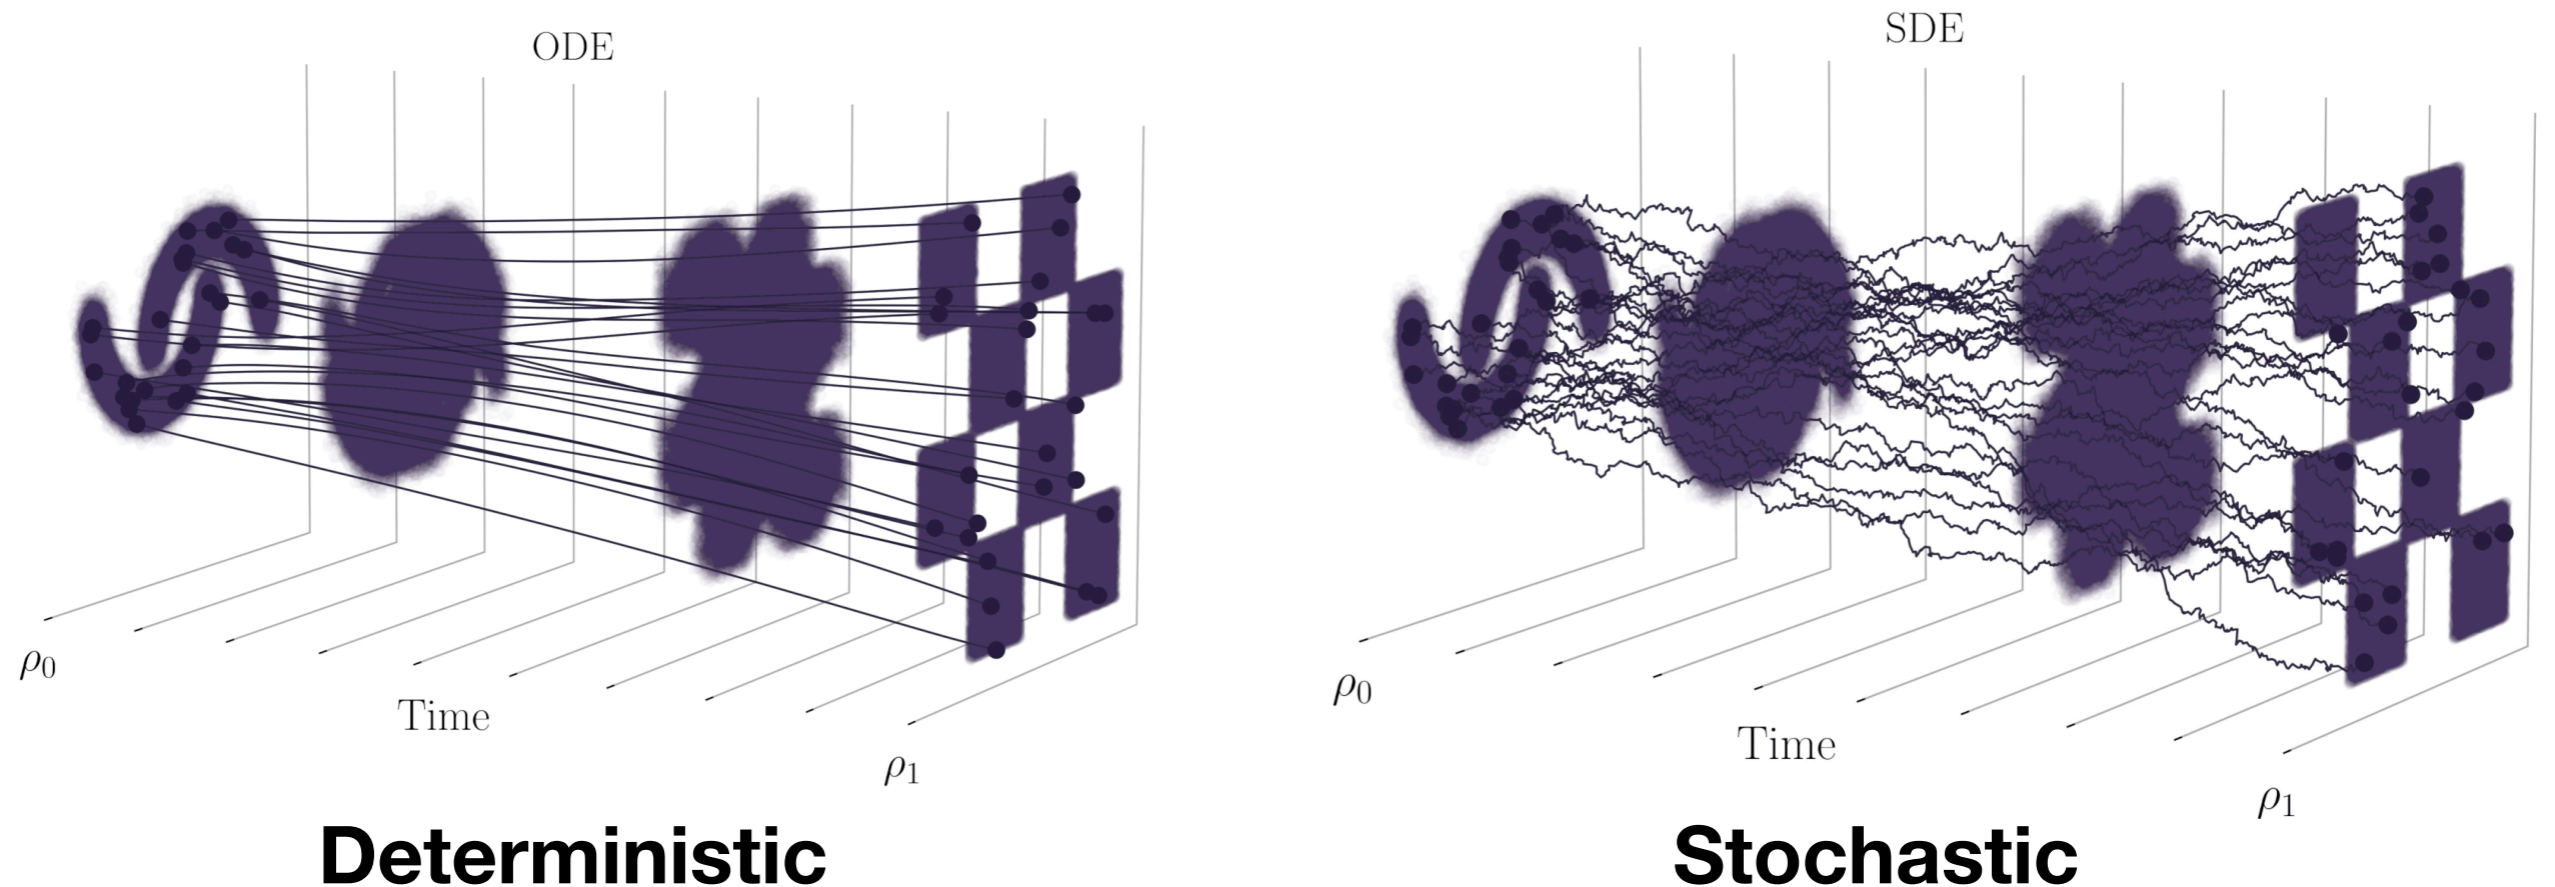 ODE
ρ0
Time
ρ1
Deterministic
SDE
ρ0
Time
ρ1
Stochastic